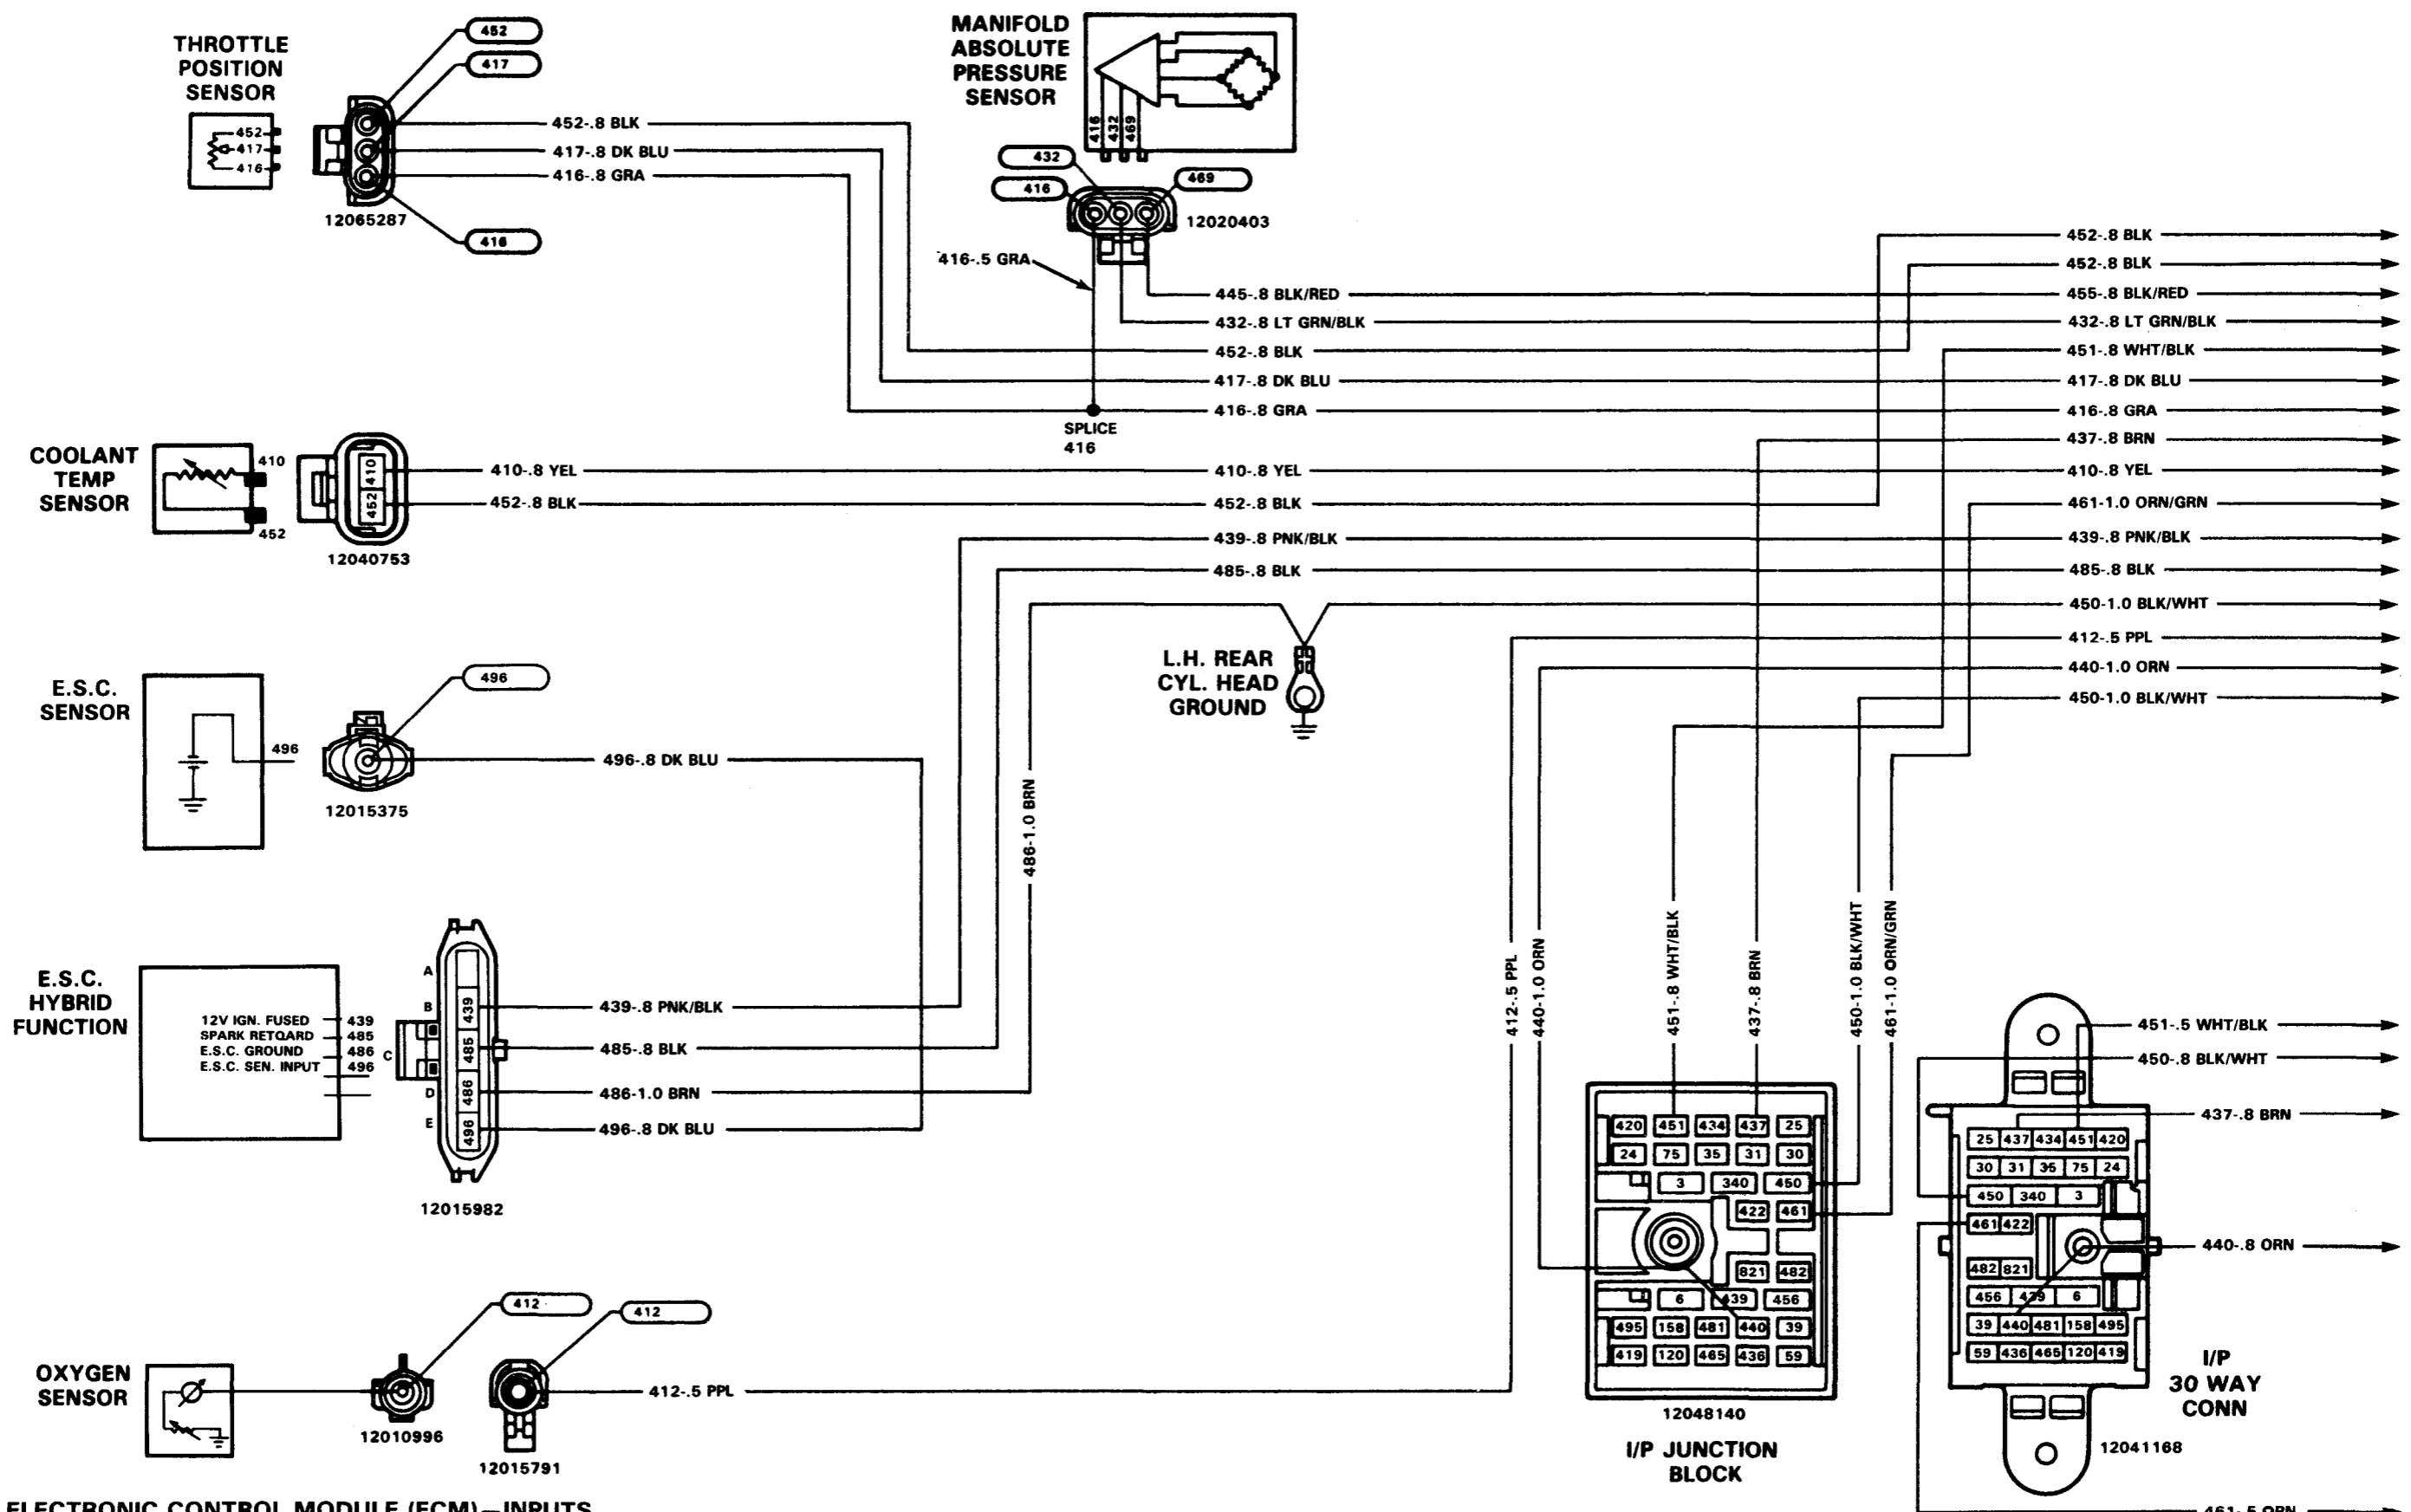 THROTTLE
POSITION
SENSOR
452
417
416
452
417
416
12065287
452-.8 BLK
417-.8 DK BLU
416-.8 GRA
MANIFOLD
ABSOLUTE
PRESSURE
SENSOR
416
432
469
432
416
469
12020403
416-.5 GRA
445-.8 BLK/RED
432-.8 LT GRN/BLK
452-.8 BLK
417-.8 DK BLU
416-.8 GRA
SPLICE
416
452-.8 BLK
452-.8 BLK
455-.8 BLK/RED
432-.8 LT GRN/BLK
451-.8 WHT/BLK
417-.8 DK BLU
416-.8 GRA
437-.8 BRN
410-.8 YEL
461-1.0 ORN/GRN
439-.8 PNK/BLK
485-.8 BLK
450-1.0 BLK/WHT
412-.5 PPL
440-1.0 ORN
450-1.0 BLK/WHT
COOLANT
TEMP
SENSOR
410
452
410
452
12040753
410-.8 YEL
452-.8 BLK
410-.8 YEL
452-.8 BLK
439-.8 PNK/BLK
485-.8 BLK
L.H. REAR
CYL. HEAD
GROUND
E.S.C.
SENSOR
496
496
12015375
496-.8 DK BLU
486-1.0 BRN
E.S.C.
HYBRID
FUNCTION
12V IGN. FUSED 439
SPARK RETQARD 485
E.S.C. GROUND 486
E.S.C. SEN. INPUT 496
A
B
C
D
E
439
485
486
496
12015982
439-.8 PNK/BLK
485-.8 BLK
486-1.0 BRN
496-.8 DK BLU
OXYGEN
SENSOR
412
412
12010996
12015791
412-.5 PPL
412-.5 PPL
440-1.0 ORN
451-.8 WHT/BLK
437-.8 BRN
450-1.0 BLK/WHT
461-1.0 ORN/GRN
420 451 434 437 25
24 75 35 31 30
3 340 450
422 461
821 482
6 439 456
495 158 481 440 39
419 120 465 436 59
12048140
I/P JUNCTION
BLOCK
451-.5 WHT/BLK
450-.8 BLK/WHT
437-.8 BRN
25 437 434 451 420
30 31 35 75 24
450 340 3
461 422
440-.8 ORN
482 821
456 439 6
39 440 481 158 495
59 436 465 120 419
I/P
30 WAY
CONN
12041168
461-.5 ORN
ELECTRONIC CONTROL MODULE (ECM)—INPUTS